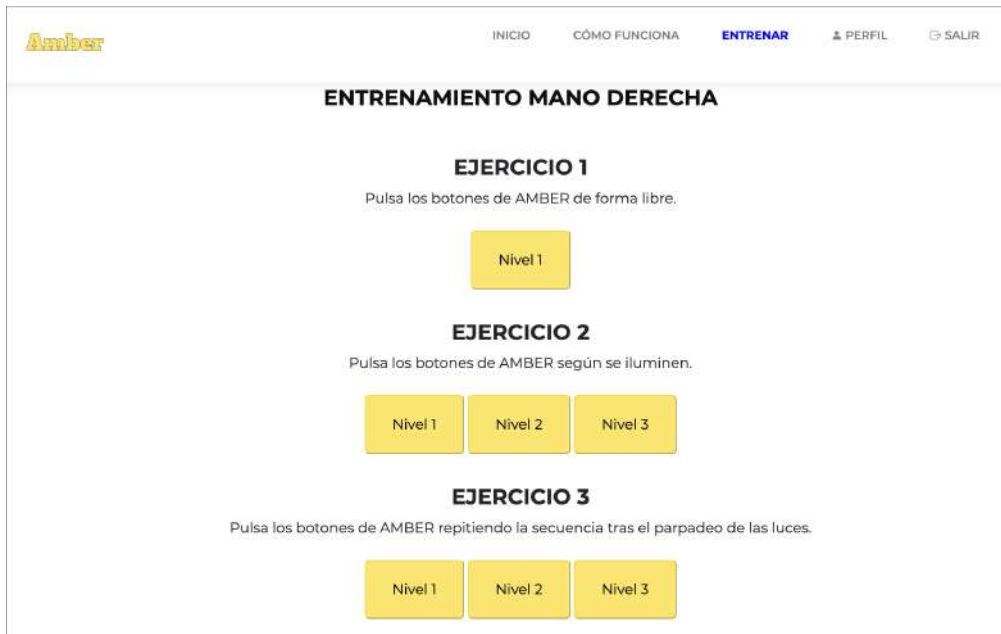 Amber
INICIO CÓMO FUNCIONA ENTRENAR PERFIL SALIR
ENTRENAMIENTO MANO DERECHA
EJERCICIO 1
Pulsa los botones de AMBER de forma libre.
Nivel 1
EJERCICIO 2
Pulsa los botones de AMBER según se iluminen.
Nivel 1 Nivel 2 Nivel 3
EJERCICIO 3
Pulsa los botones de AMBER repitiendo la secuencia tras el parpadeo de las luces.
Nivel 1 Nivel 2 Nivel 3